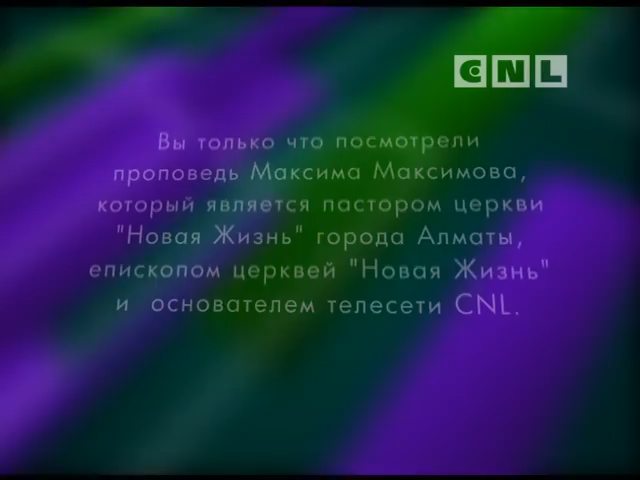 CNL
Вы только что посмотрели
проповедь Максима Максимова,
который является пастором церкви
"Новая Жизнь" города Алматы,
епископом церквей "Новая Жизнь"
и основателем телесети CNL.